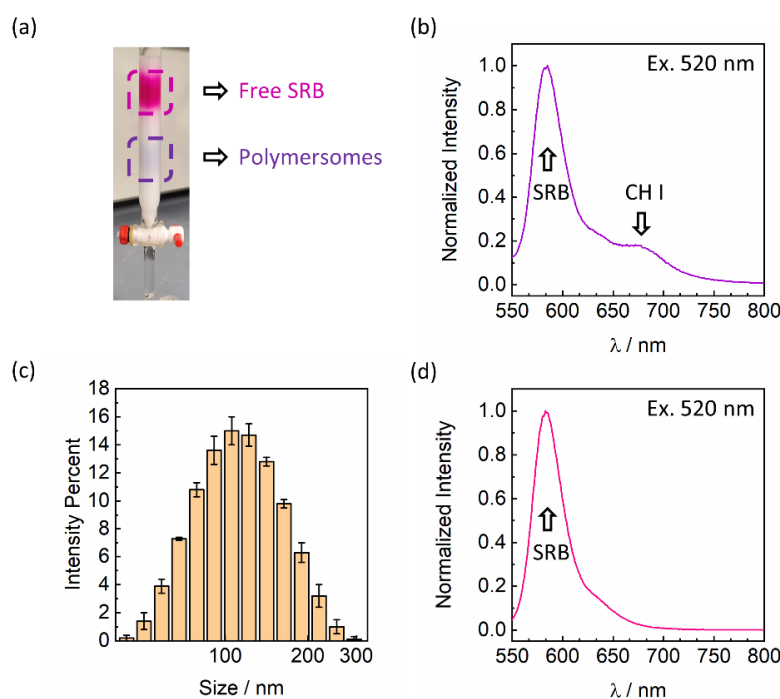 (a)
Free SRB
Polymersomes
(b)
Ex. 520 nm
Normalized Intensity
1.0
0.8
0.6
0.4
0.2
0.0
SRB
CH I
550 600 650 700 750 800
λ / nm
(c)
Intensity Percent
18
16
14
12
10
8
6
4
2
0
100 200 300
Size / nm
(d)
Ex. 520 nm
Normalized Intensity
1.0
0.8
0.6
0.4
0.2
0.0
SRB
550 600 650 700 750 800
λ / nm